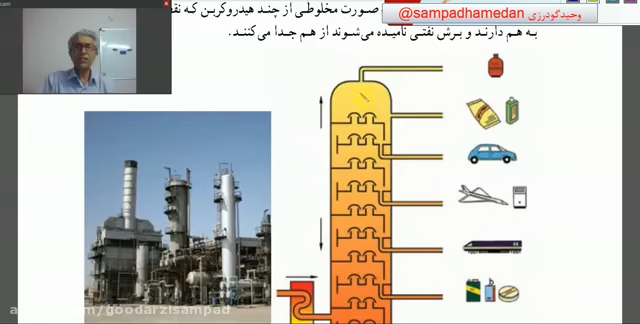 صورت مخلوطی از چند هیدروکربن که نقط
@sampadhamedan وحیدگودرزی
به هم دارند و برش نفتی نامیده می‌شوند از هم جدا می‌کنند.
goodarzisampad